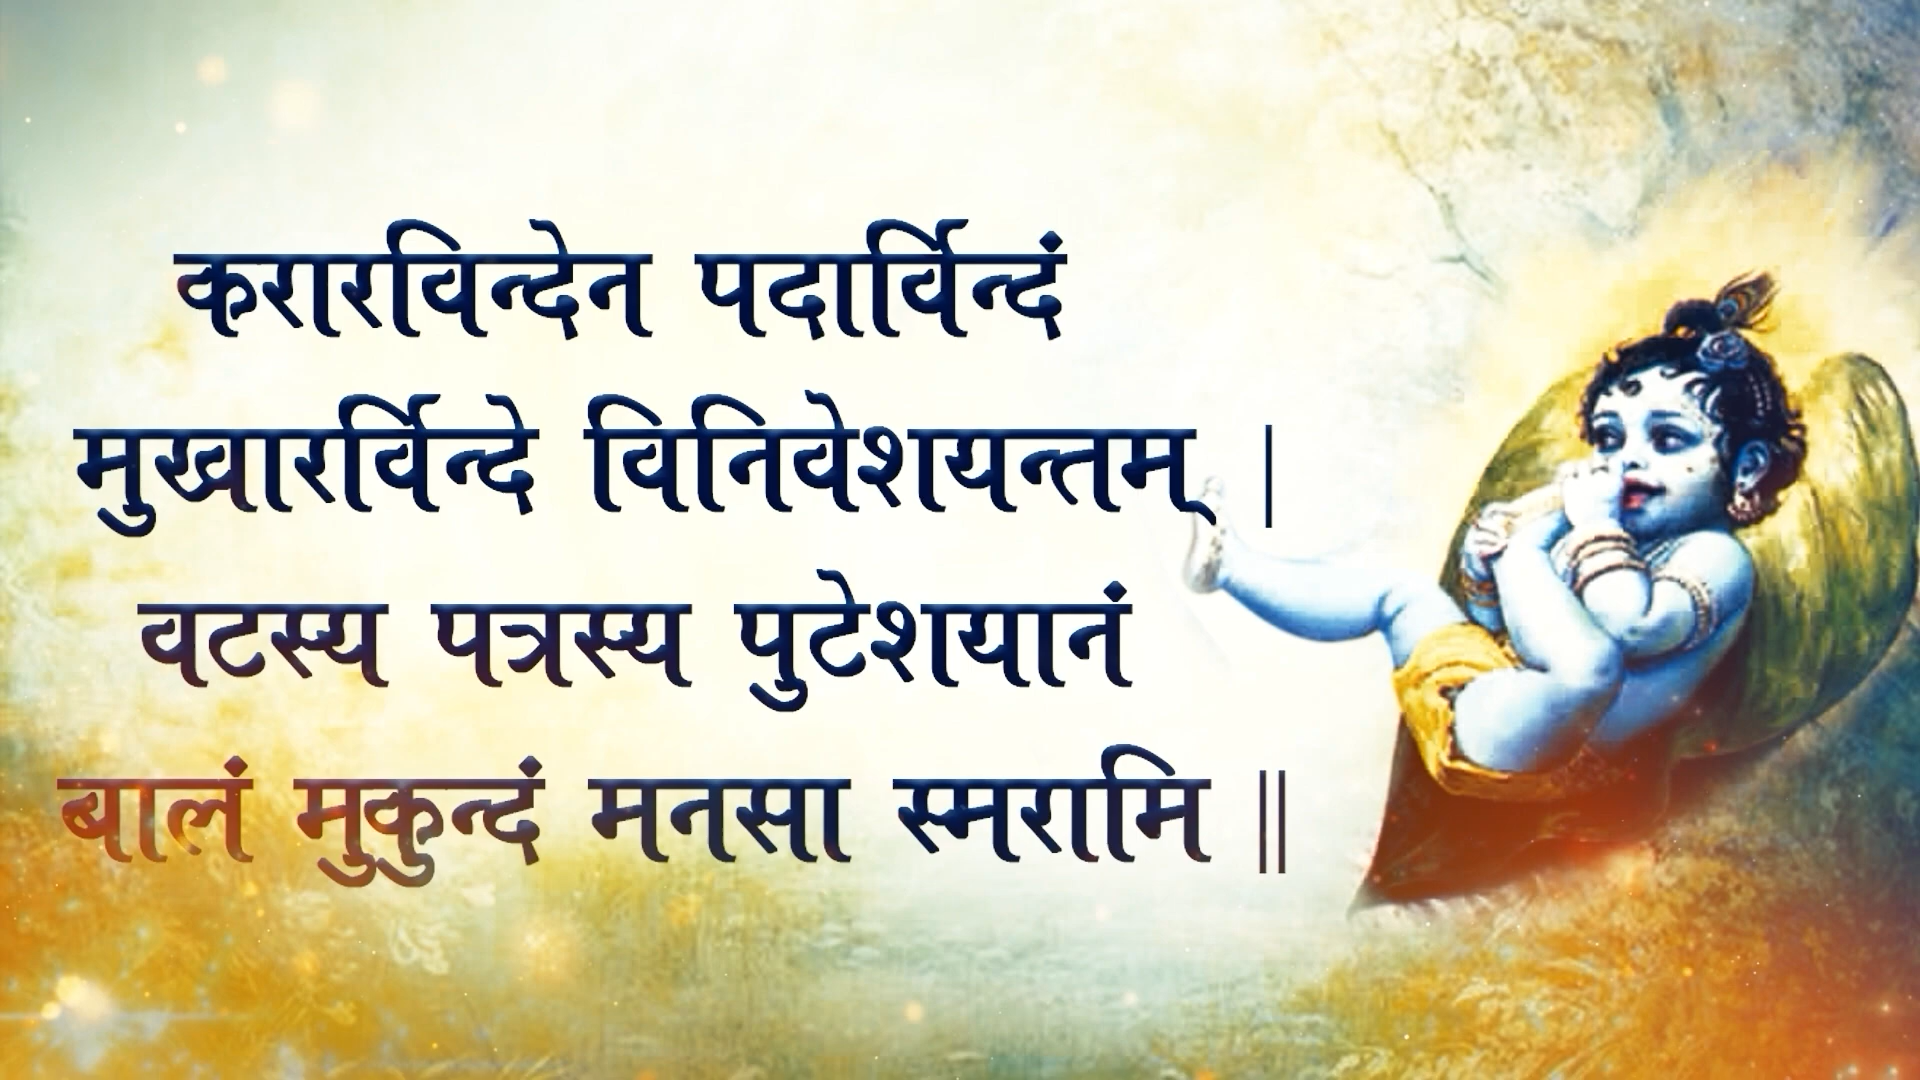 करारविन्देन पदार्विन्दं
मुखारर्विन्दे विनिवेशयन्तम् |
वटस्य पत्रस्य पुटेशयानं
बालं मुकुन्दं मनसा स्मरामि ||